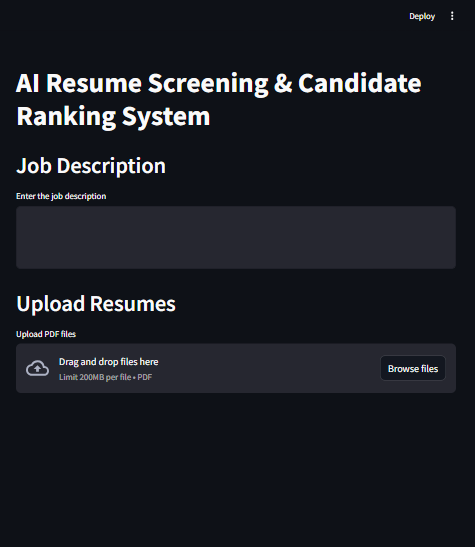 Deploy
AI Resume Screening & Candidate
Ranking System
Job Description
Enter the job description
Upload Resumes
Upload PDF files
Drag and drop files here
Limit 200MB per file • PDF
Browse files